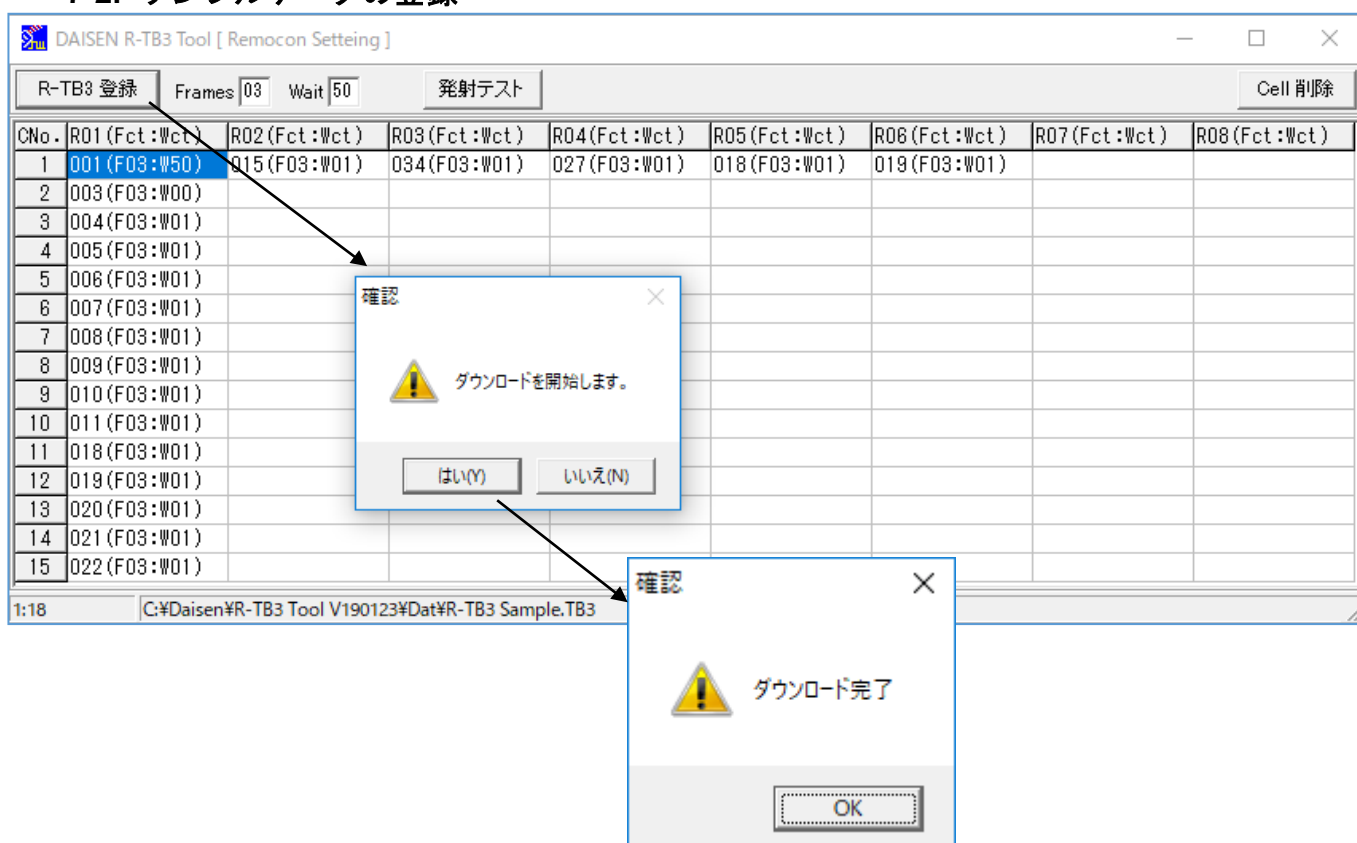 DAISEN R-TB3 Tool [ Remocon Setteing ]
R-TB3 登録 Frames 03 Wait 50 発射テスト Cell 削除
CNo. R01(Fct:Wct) R02(Fct:Wct) R03(Fct:Wct) R04(Fct:Wct) R05(Fct:Wct) R06(Fct:Wct) R07(Fct:Wct) R08(Fct:Wct)
1 001(F03:W50) 015(F03:W01) 034(F03:W01) 027(F03:W01) 018(F03:W01) 019(F03:W01)
2 003(F03:W00)
3 004(F03:W01)
4 005(F03:W01)
5 006(F03:W01)
6 007(F03:W01)
7 008(F03:W01)
8 009(F03:W01)
9 010(F03:W01)
10 011(F03:W01)
11 018(F03:W01)
12 019(F03:W01)
13 020(F03:W01)
14 021(F03:W01)
15 022(F03:W01)
確認
ダウンロードを開始します。
はい(Y) いいえ(N)
1:18 C:¥Daisen¥R-TB3 Tool V190123¥Dat¥R-TB3 Sample.TB3
確認
ダウンロード完了
OK